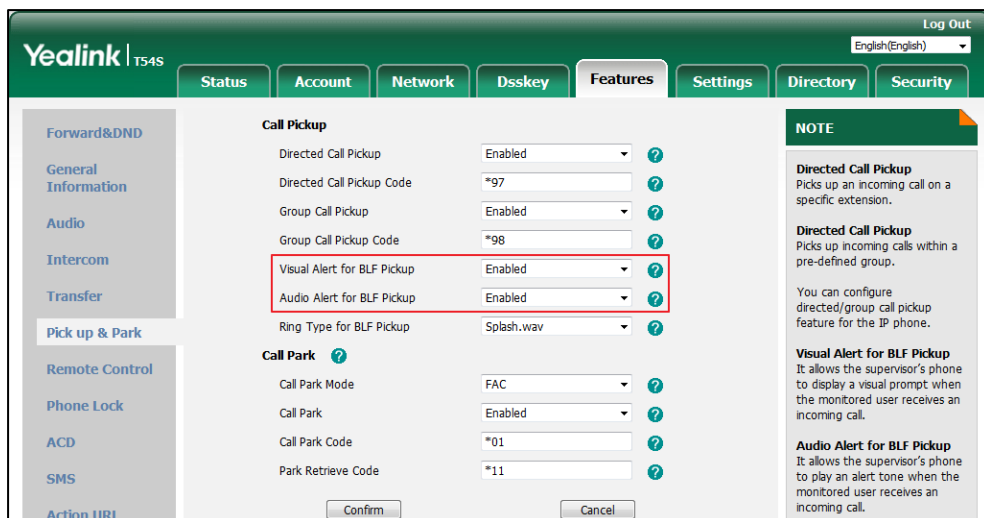 Log Out
Yealink T54S
English(English)
Status Account Network Dsskey Features Settings Directory Security
Forward&DND
General
Information
Audio
Intercom
Transfer
Pick up & Park
Remote Control
Phone Lock
ACD
SMS
Action URL
Call Pickup
Directed Call Pickup Enabled
Directed Call Pickup Code *97
Group Call Pickup Enabled
Group Call Pickup Code *98
Visual Alert for BLF Pickup Enabled
Audio Alert for BLF Pickup Enabled
Ring Type for BLF Pickup Splash.wav
Call Park
Call Park Mode FAC
Call Park Enabled
Call Park Code *01
Park Retrieve Code *11
Confirm Cancel
NOTE
Directed Call Pickup
Picks up an incoming call on a
specific extension.
Directed Call Pickup
Picks up incoming calls within a
pre-defined group.
You can configure
directed/group call pickup
feature for the IP phone.
Visual Alert for BLF Pickup
It allows the supervisor's phone
to display a visual prompt when
the monitored user receives an
incoming call.
Audio Alert for BLF Pickup
It allows the supervisor's phone
to play an alert tone when the
monitored user receives an
incoming call.